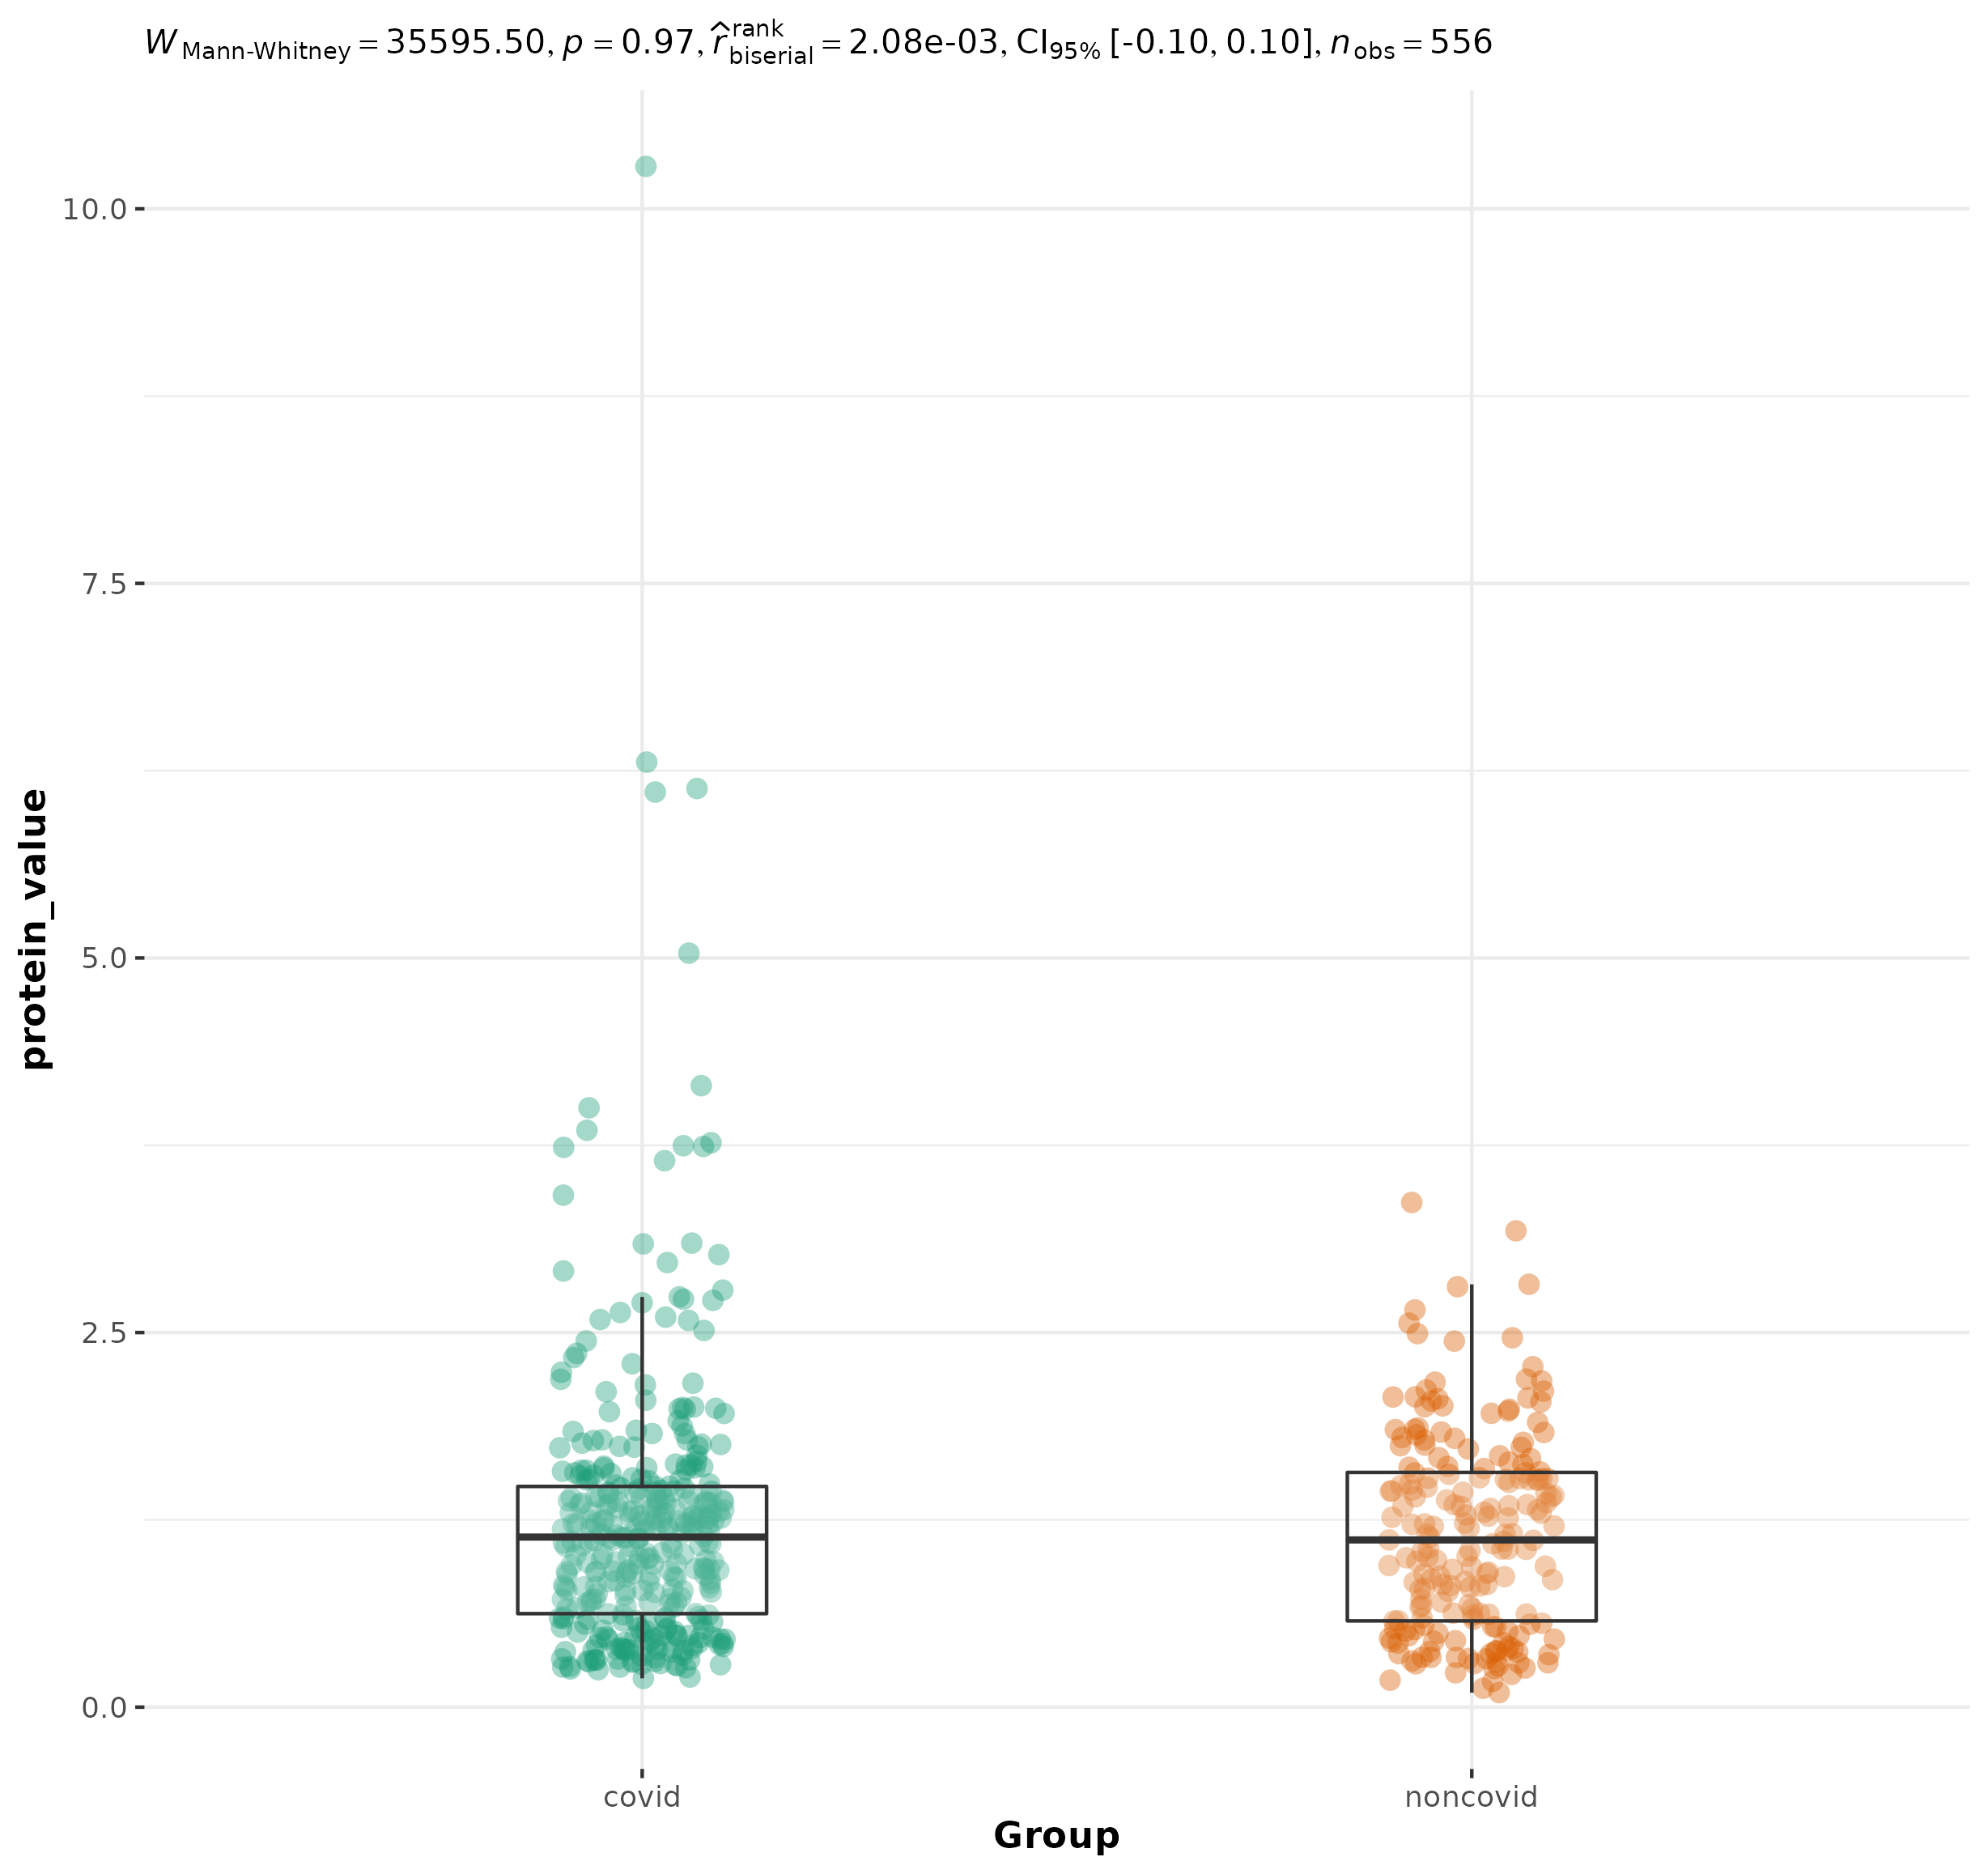 W Mann-Whitney = 35595.50, p = 0.97, r̂ rank biserial = 2.08e-03, CI95% [-0.10, 0.10], nobs = 556
10.0
7.5
5.0
2.5
0.0
protein_value
covid noncovid
Group